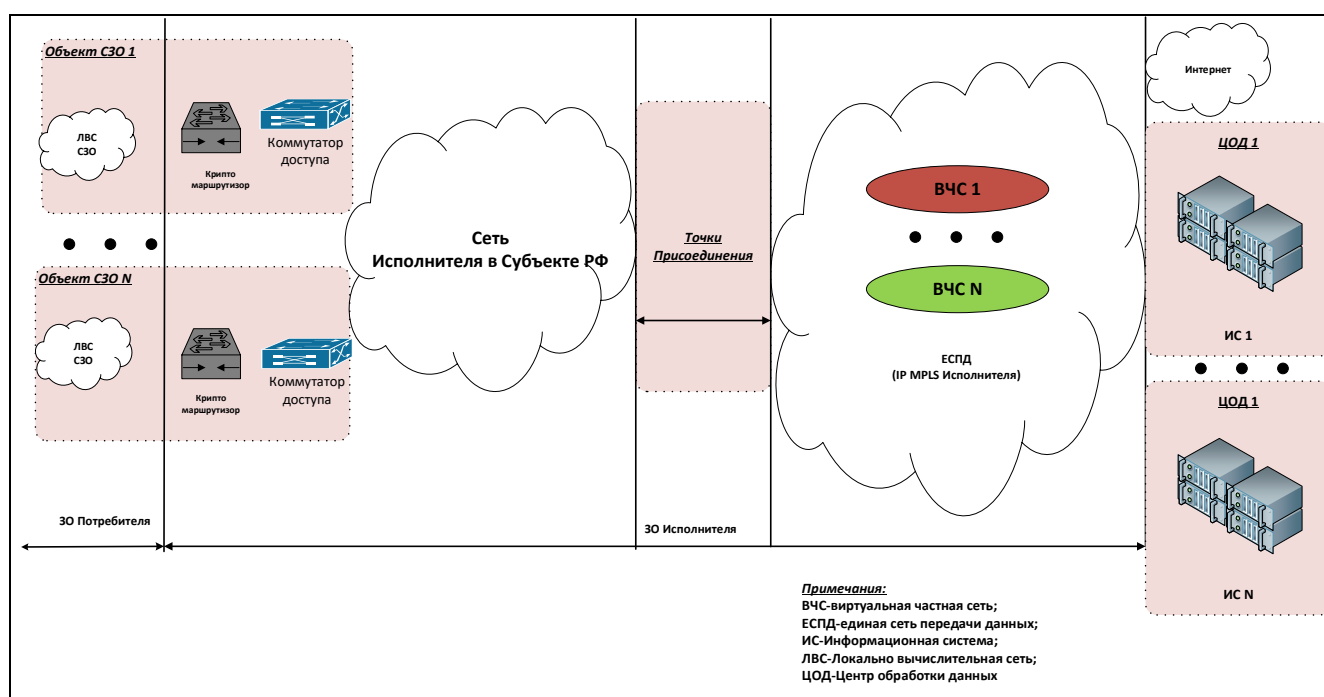 Объект СЗО 1
ЛВС
СЗО
Крипто
маршрутизор
Коммутатор
доступа
Объект СЗО N
ЛВС
СЗО
Крипто
маршрутизор
Коммутатор
доступа
Сеть
Исполнителя в Субъекте РФ
Точки
Присоединения
ВЧС 1
ВЧС N
ЕСПД
(IP MPLS Исполнителя)
Интернет
ЦОД 1
ИС 1
ЦОД 1
ИС N
ЗО Потребителя
ЗО Исполнителя
Примечания:
ВЧС-виртуальная частная сеть;
ЕСПД-единая сеть передачи данных;
ИС-Информационная система;
ЛВС-Локально вычислительная сеть;
ЦОД-Центр обработки данных